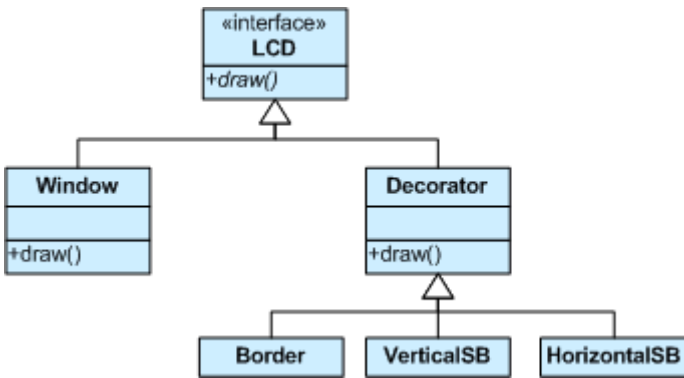 «interface»
LCD
+draw()
Window
Decorator
+draw()
+draw()
Border
VerticalSB
HorizontalSB